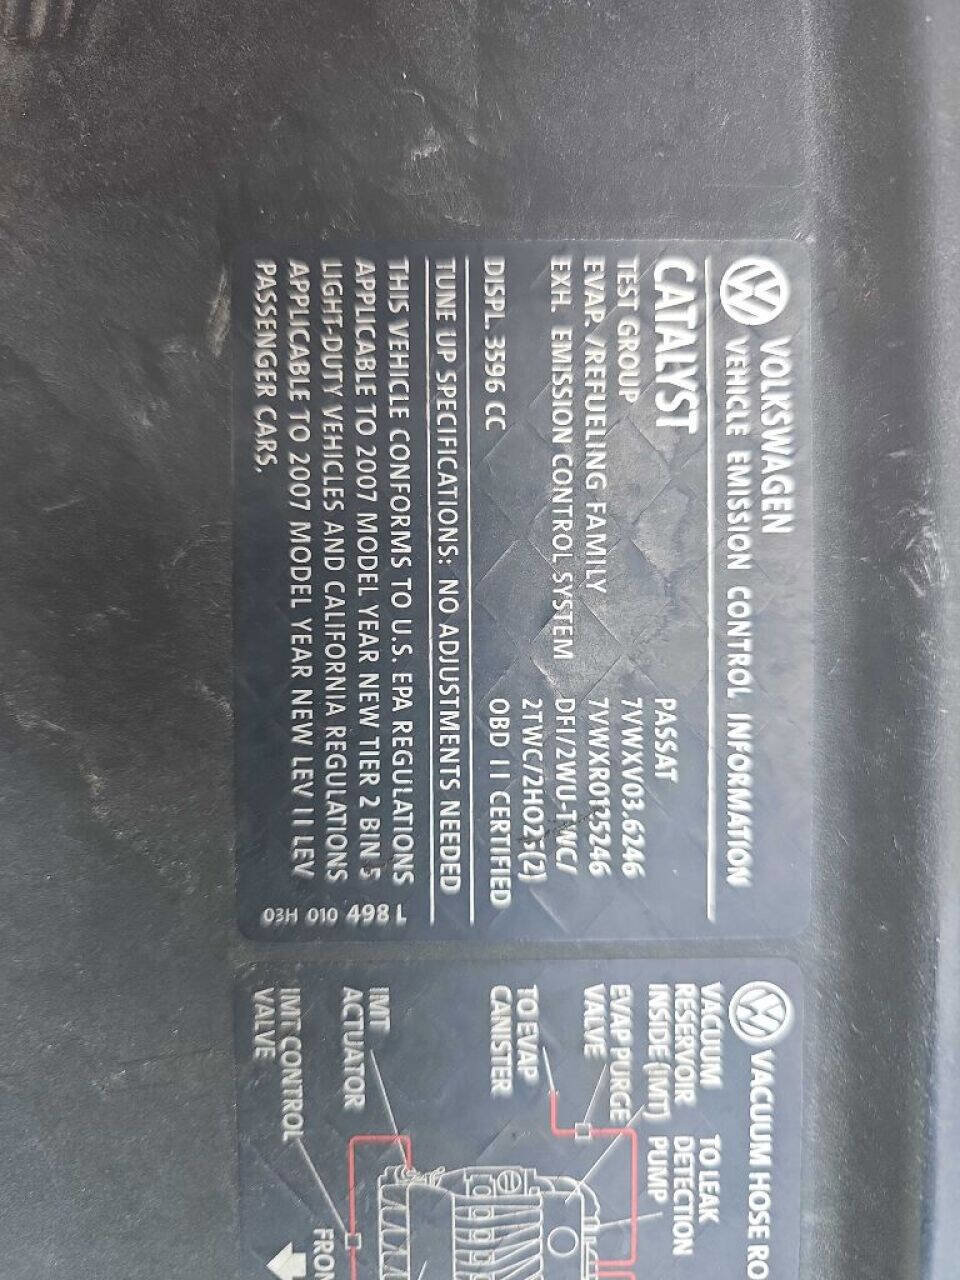 VOLKSWAGEN
VEHICLE EMISSION CONTROL INFORMATION
CATALYST PASSAT
TEST GROUP 7VWXV03.6246
EVAP./REFUELING FAMILY 7VWXR0125246
EXH. EMISSION CONTROL SYSTEM DFI/2WU-TWC/
2TWC/2HO2S(2)
DISPL. 3596 CC OBD II CERTIFIED
TUNE UP SPECIFICATIONS: NO ADJUSTMENTS NEEDED
THIS VEHICLE CONFORMS TO U.S. EPA REGULATIONS
APPLICABLE TO 2007 MODEL YEAR NEW TIER 2 BIN 5
LIGHT-DUTY VEHICLES AND CALIFORNIA REGULATIONS
APPLICABLE TO 2007 MODEL YEAR NEW LEV II LEV
PASSENGER CARS.
03H 010 498 L
VACUUM HOSE RO
VACUUM
RESERVOIR
INSIDE (IMT)
TO LEAK
DETECTION
PUMP
EVAP PURGE
VALVE
TO EVAP
CANISTER
IMT
ACTUATOR
IMT CONTROL
VALVE
FRON